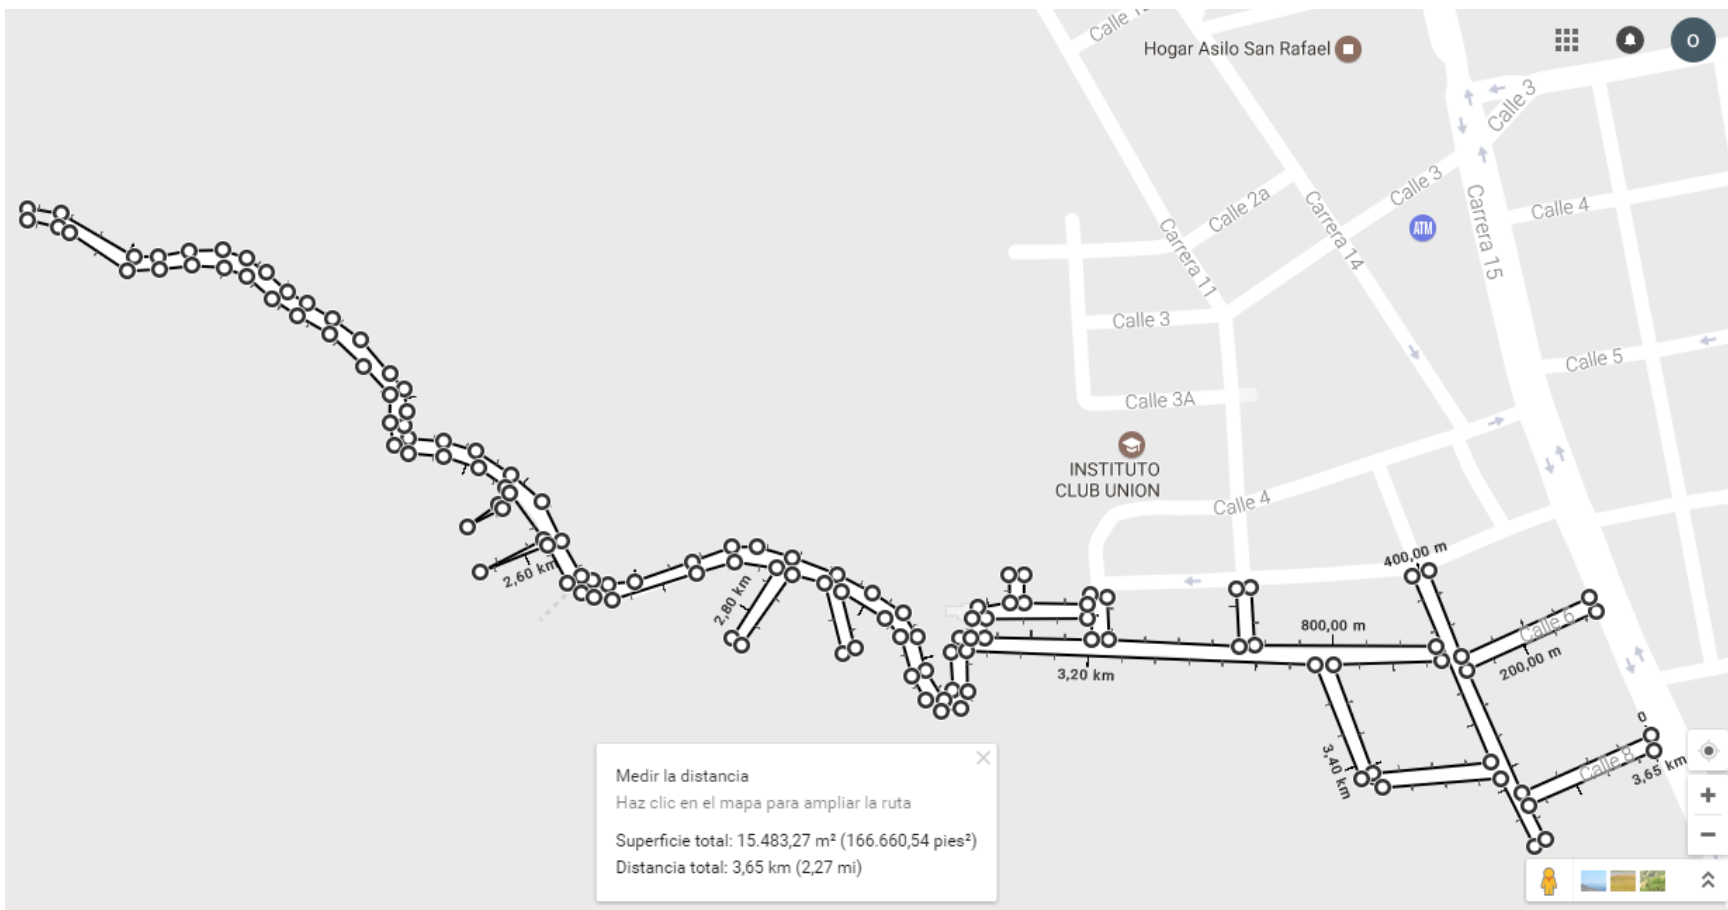 Calle 1
Hogar Asilo San Rafael
O
Calle 3
Calle 3
Calle 2a
Carrera 11
Carrera 14
Carrera 15
Calle 4
ATM
Calle 3
Calle 5
Calle 3A
INSTITUTO
CLUB UNION
Calle 4
400,00 m
2,60 km
2,80 km
800,00 m
Calle 6
200,00 m
3,20 km
0
3,40 km
Calle 8
3,65 km
Medir la distancia
Haz clic en el mapa para ampliar la ruta
Superficie total: 15.483,27 m² (166.660,54 pies²)
Distancia total: 3,65 km (2,27 mi)